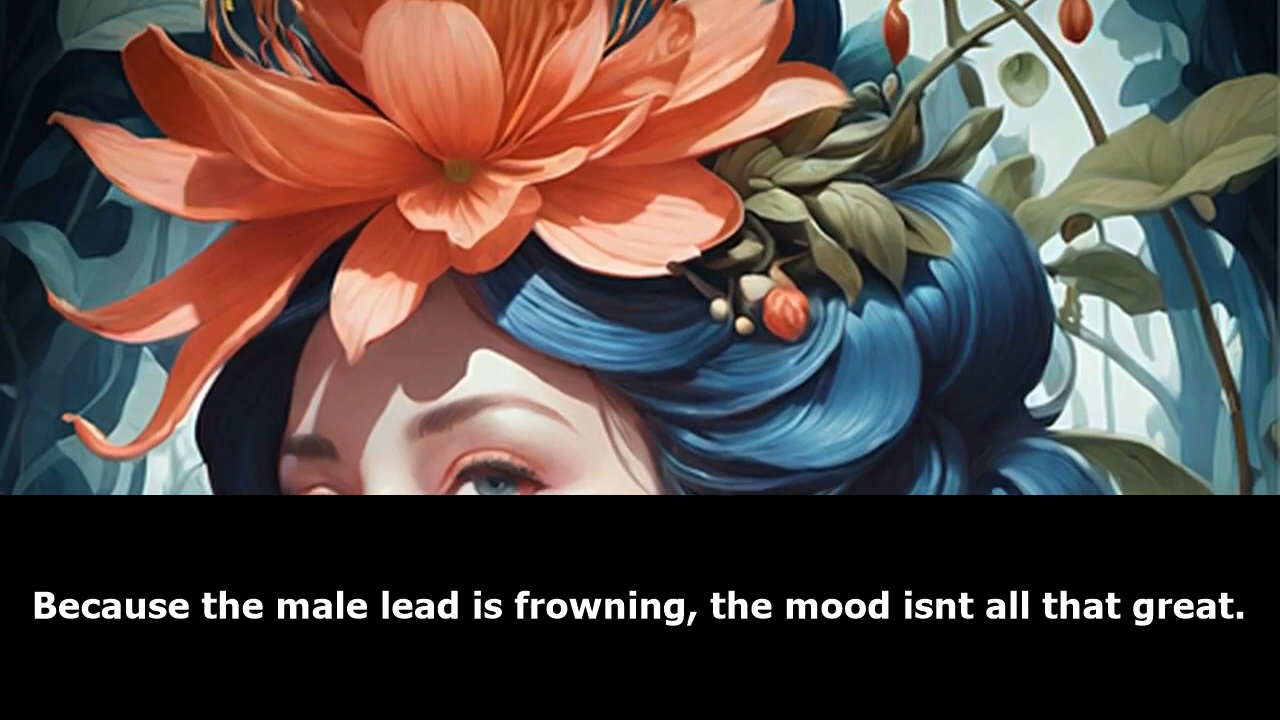 Because the male lead is frowning, the mood isnt all that great.